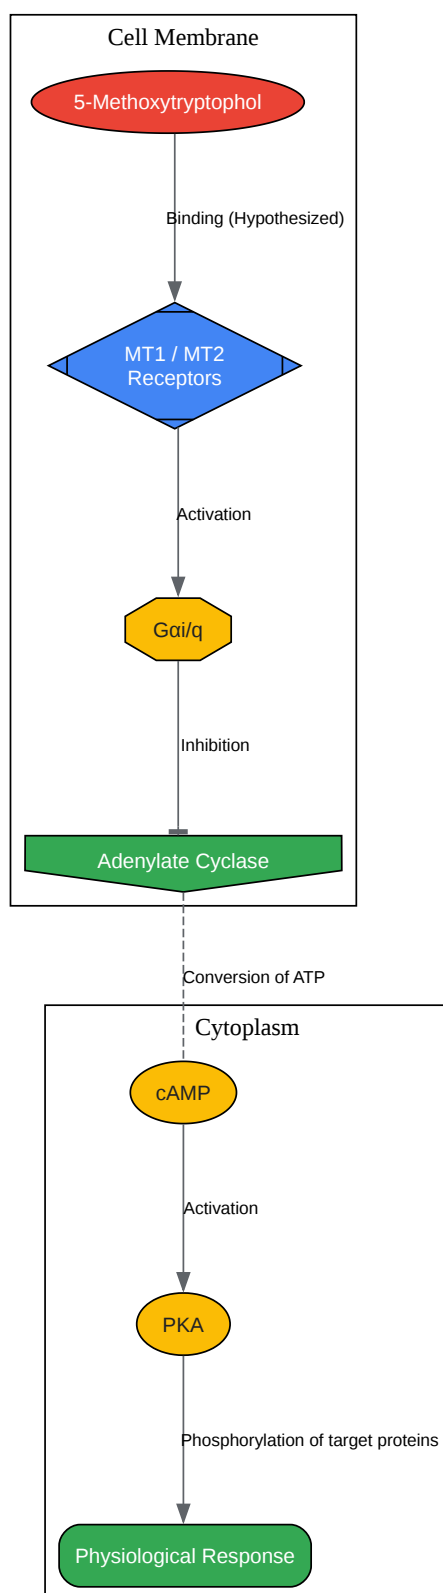 Cell Membrane
5-Methoxytryptophol
Binding (Hypothesized)
MT1 / MT2
Receptors
Activation
Gαi/q
Inhibition
Adenylate Cyclase
Conversion of ATP
Cytoplasm
cAMP
Activation
PKA
Phosphorylation of target proteins
Physiological Response